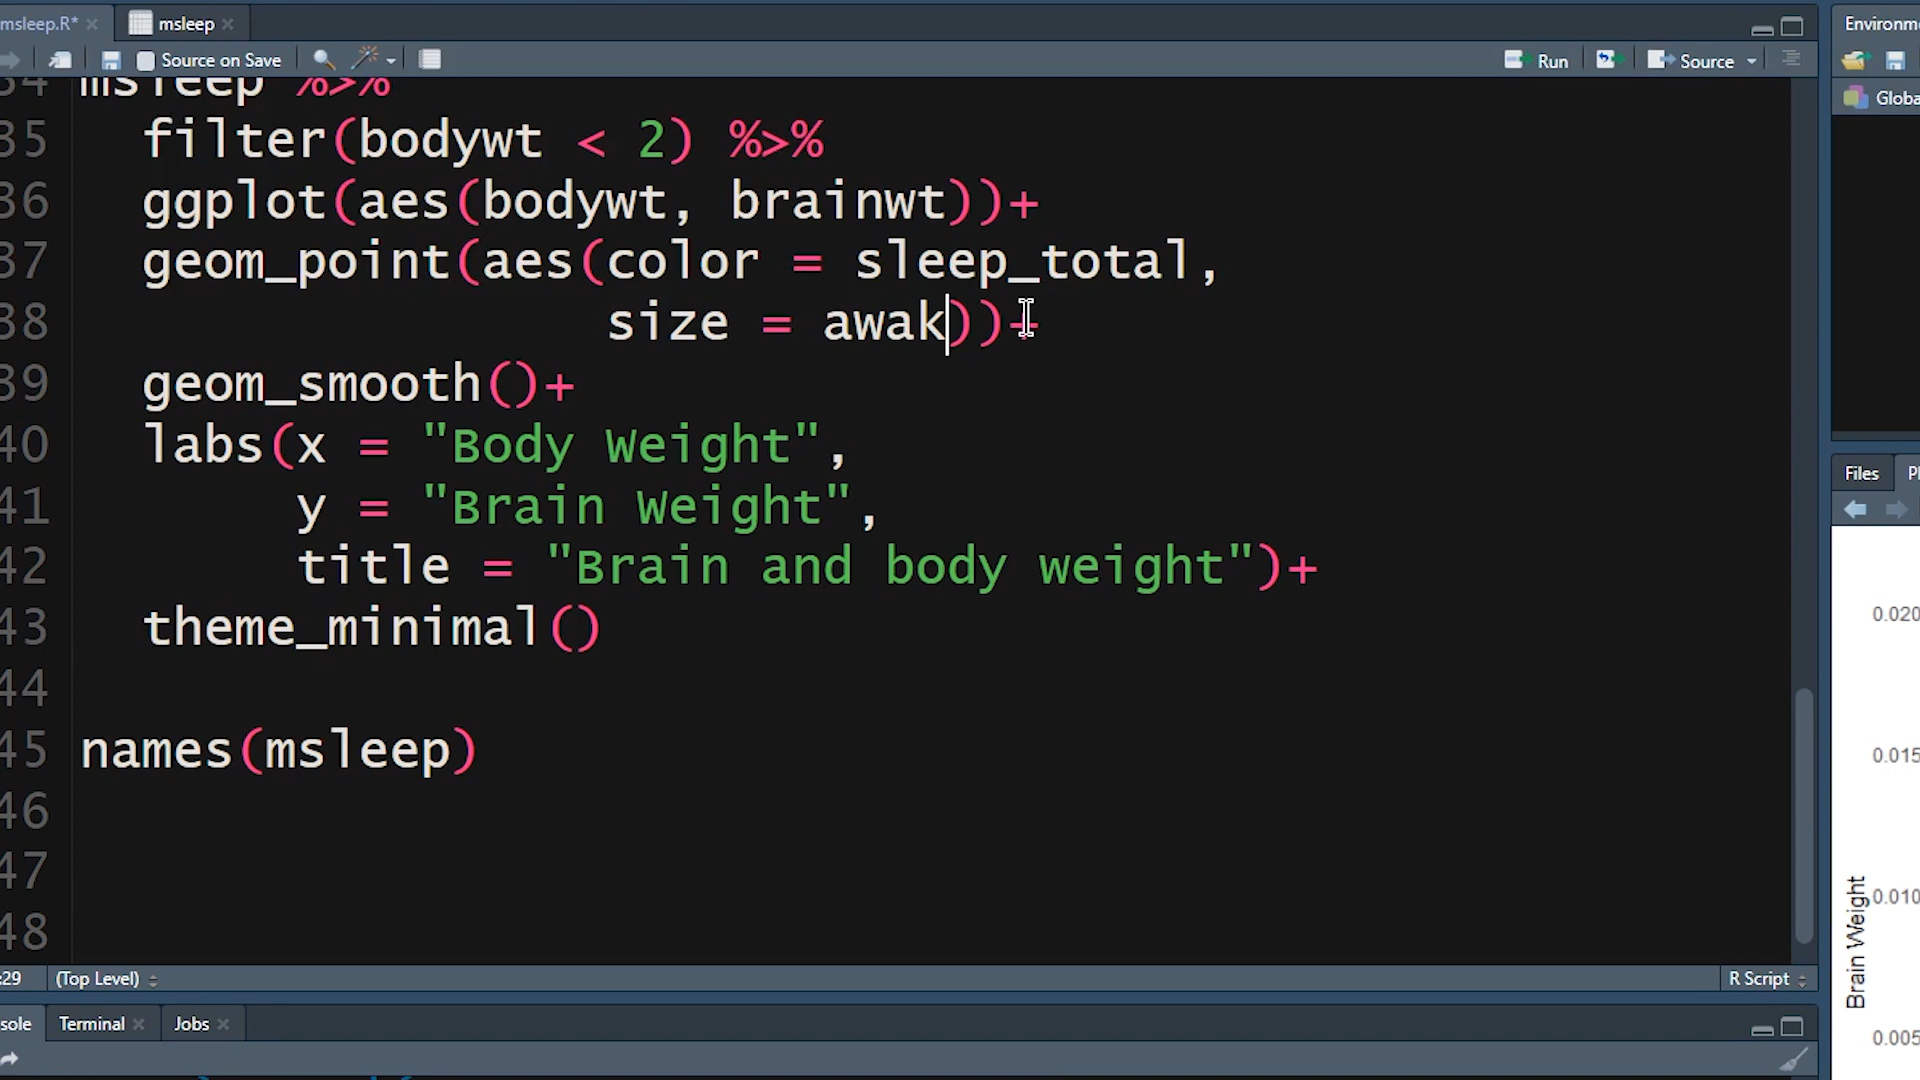 msleep.R*
msleep
Source on Save
Run
Source
34 msleep %>%
35 filter(bodywt < 2) %>%
36 ggplot(aes(bodywt, brainwt))+
37 geom_point(aes(color = sleep_total,
38 size = awak))+
39 geom_smooth()+
40 labs(x = "Body Weight",
41 y = "Brain Weight",
42 title = "Brain and body weight")+
43 theme_minimal()
44
45 names(msleep)
46
47
48
:29
(Top Level)
R Script
sole
Terminal
Jobs
Environm
Globa
Files
0.020
0.015
0.010
0.005
Brain Weight